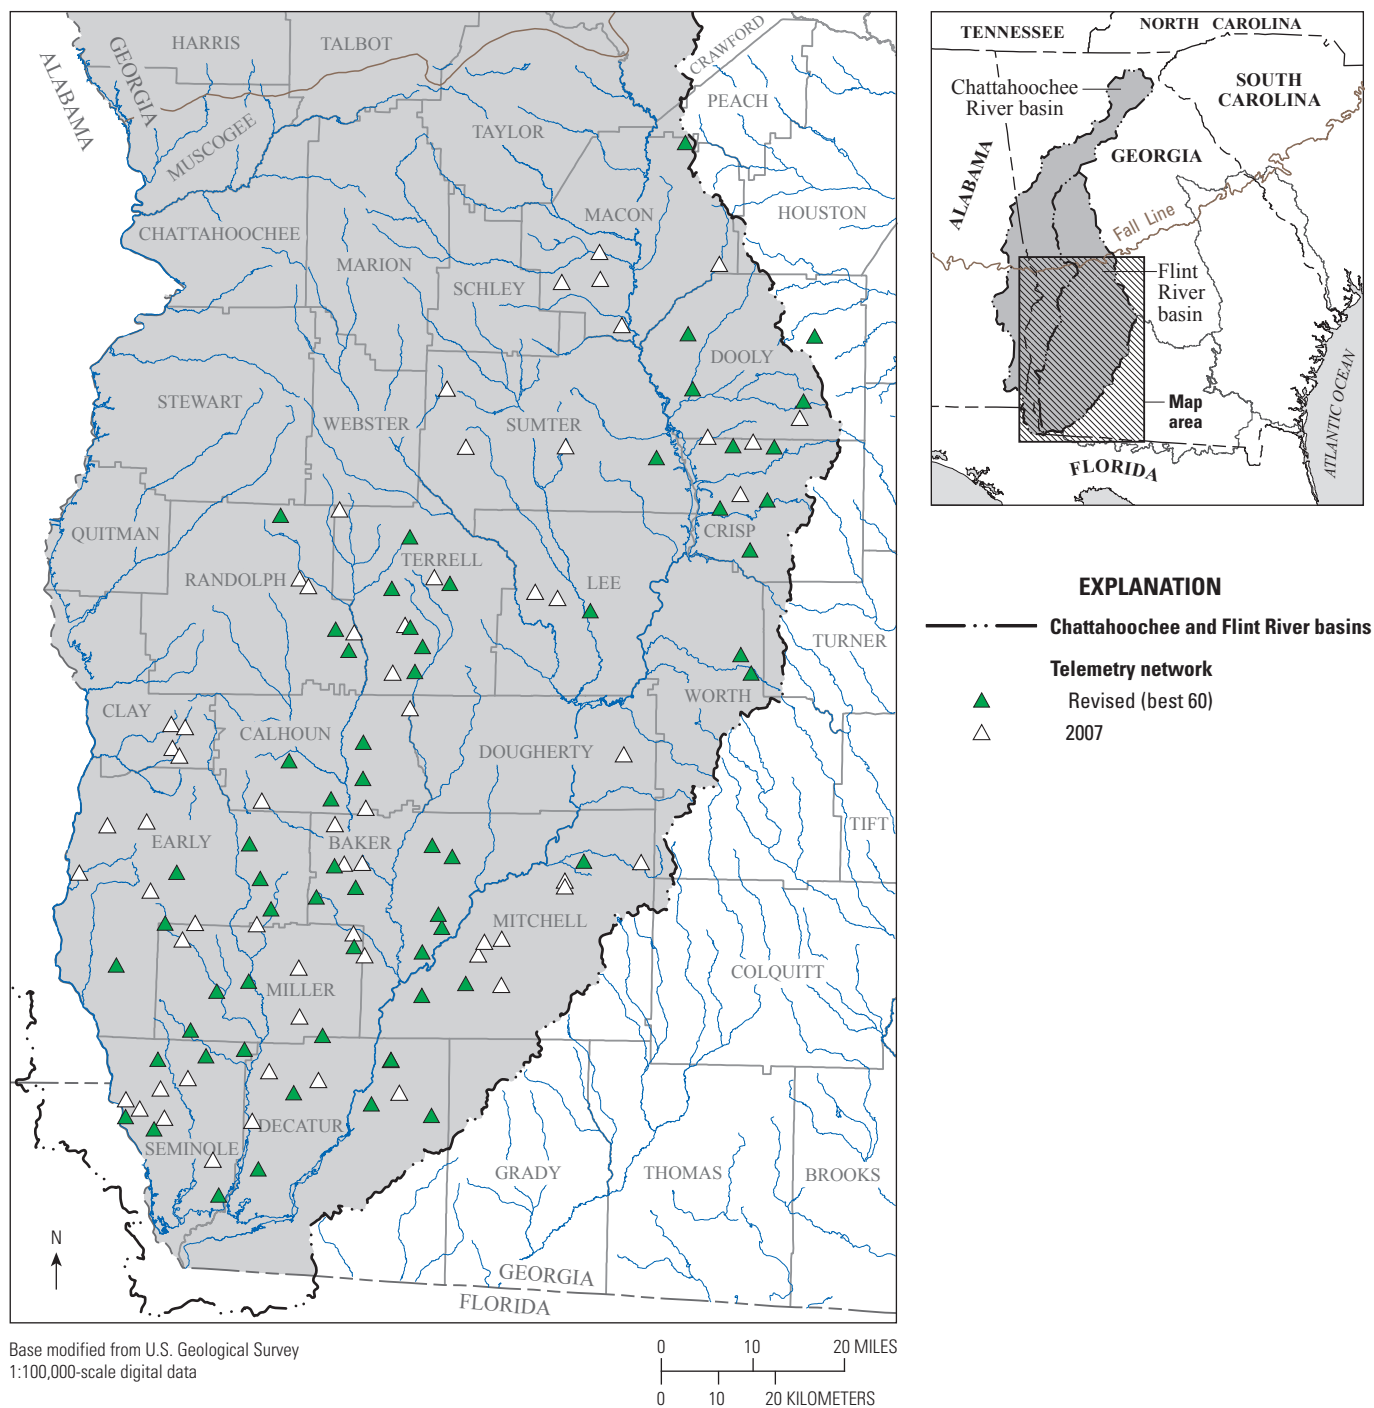 HARRIS
TALBOT
CRAWFORD
GEORGIA
ALABAMA
PEACH
TAYLOR
MUSCOGEE
MACON
HOUSTON
CHATTAHOOCHEE
MARION
SCHLEY
DOOLY
STEWART
WEBSTER
SUMTER
QUITMAN
CRISP
TERRELL
RANDOLPH
LEE
TURNER
WORTH
CLAY
CALHOUN
DOUGHERTY
TIFT
EARLY
BAKER
MITCHELL
COLQUITT
MILLER
DECATUR
SEMINOLE
GRADY
THOMAS
BROOKS
N
GEORGIA
FLORIDA
Base modified from U.S. Geological Survey
1:100,000-scale digital data
0 10 20 MILES
0 10 20 KILOMETERS
TENNESSEE
NORTH CAROLINA
Chattahoochee
River basin
SOUTH
CAROLINA
GEORGIA
ALABAMA
Fall Line
Flint
River
basin
Map
area
ATLANTIC OCEAN
FLORIDA
EXPLANATION
Chattahoochee and Flint River basins
Telemetry network
Revised (best 60)
2007